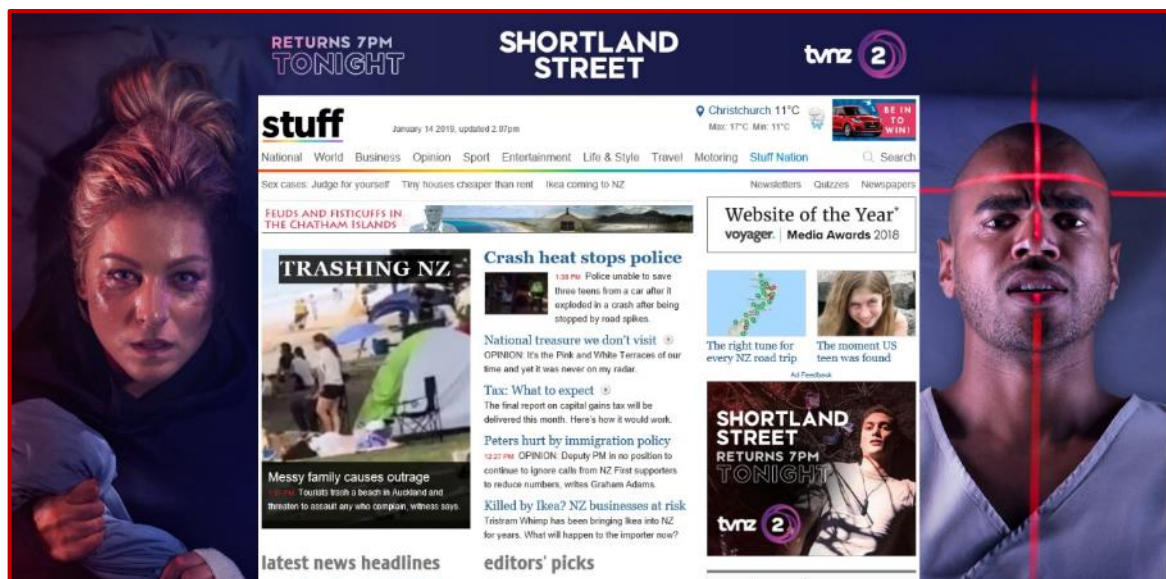 RETURNS 7PM
TONIGHT
SHORTLAND
STREET
tvnz 2
stuff
January 14 2019, updated 2.07pm
Christchurch 11°C
Max: 17°C Min: 11°C
BE IN
TO
WIN!
National World Business Opinion Sport Entertainment Life & Style Travel Motoring Stuff Nation Search
Sex cases: Judge for yourself Tiny houses cheaper than rent Ikea coming to NZ
Newsletters Quizzes Newspapers
FEUDS AND FISTICUFFS IN
THE CHATHAM ISLANDS
Website of the Year*
voyager. Media Awards 2018
TRASHING NZ
Messy family causes outrage
1:51 PM Tourists trash a beach in Auckland and
threaten to assault any who complain, witness says.
Crash heat stops police
1:38 PM Police unable to save
three teens from a car after it
exploded in a crash after being
stopped by road spikes.
National treasure we don't visit
OPINION: It's the Pink and White Terraces of our
time and yet it was never on my radar.
Tax: What to expect
The final report on capital gains tax will be
delivered this month. Here's how it would work.
Peters hurt by immigration policy
12:27 PM OPINION: Deputy PM in no position to
continue to ignore calls from NZ First supporters
to reduce numbers, writes Graham Adams.
Killed by Ikea? NZ businesses at risk
Tristram Whimp has been bringing Ikea into NZ
for years. What will happen to the importer now?
The right tune for
every NZ road trip
The moment US
teen was found
Ad Feedback
SHORTLAND
STREET
RETURNS 7PM
TONIGHT
tvnz 2
latest news headlines
editors' picks